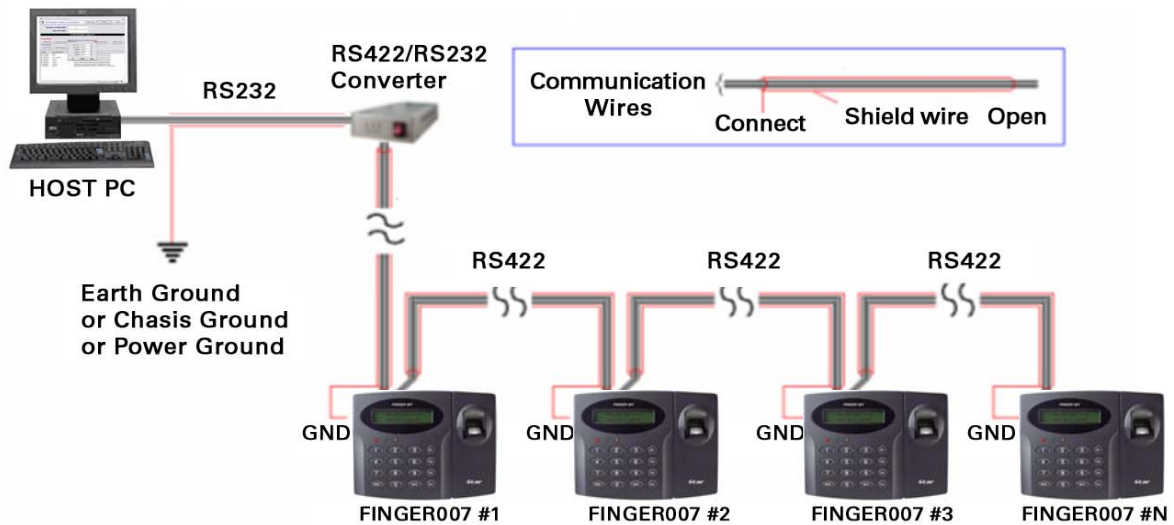 RS422/RS232
Converter
RS232
HOST PC
Communication
Wires
Connect
Shield wire
Open
Earth Ground
or Chasis Ground
or Power Ground
RS422
RS422
RS422
GND
GND
GND
GND
FINGER007 #1
FINGER007 #2
FINGER007 #3
FINGER007 #N